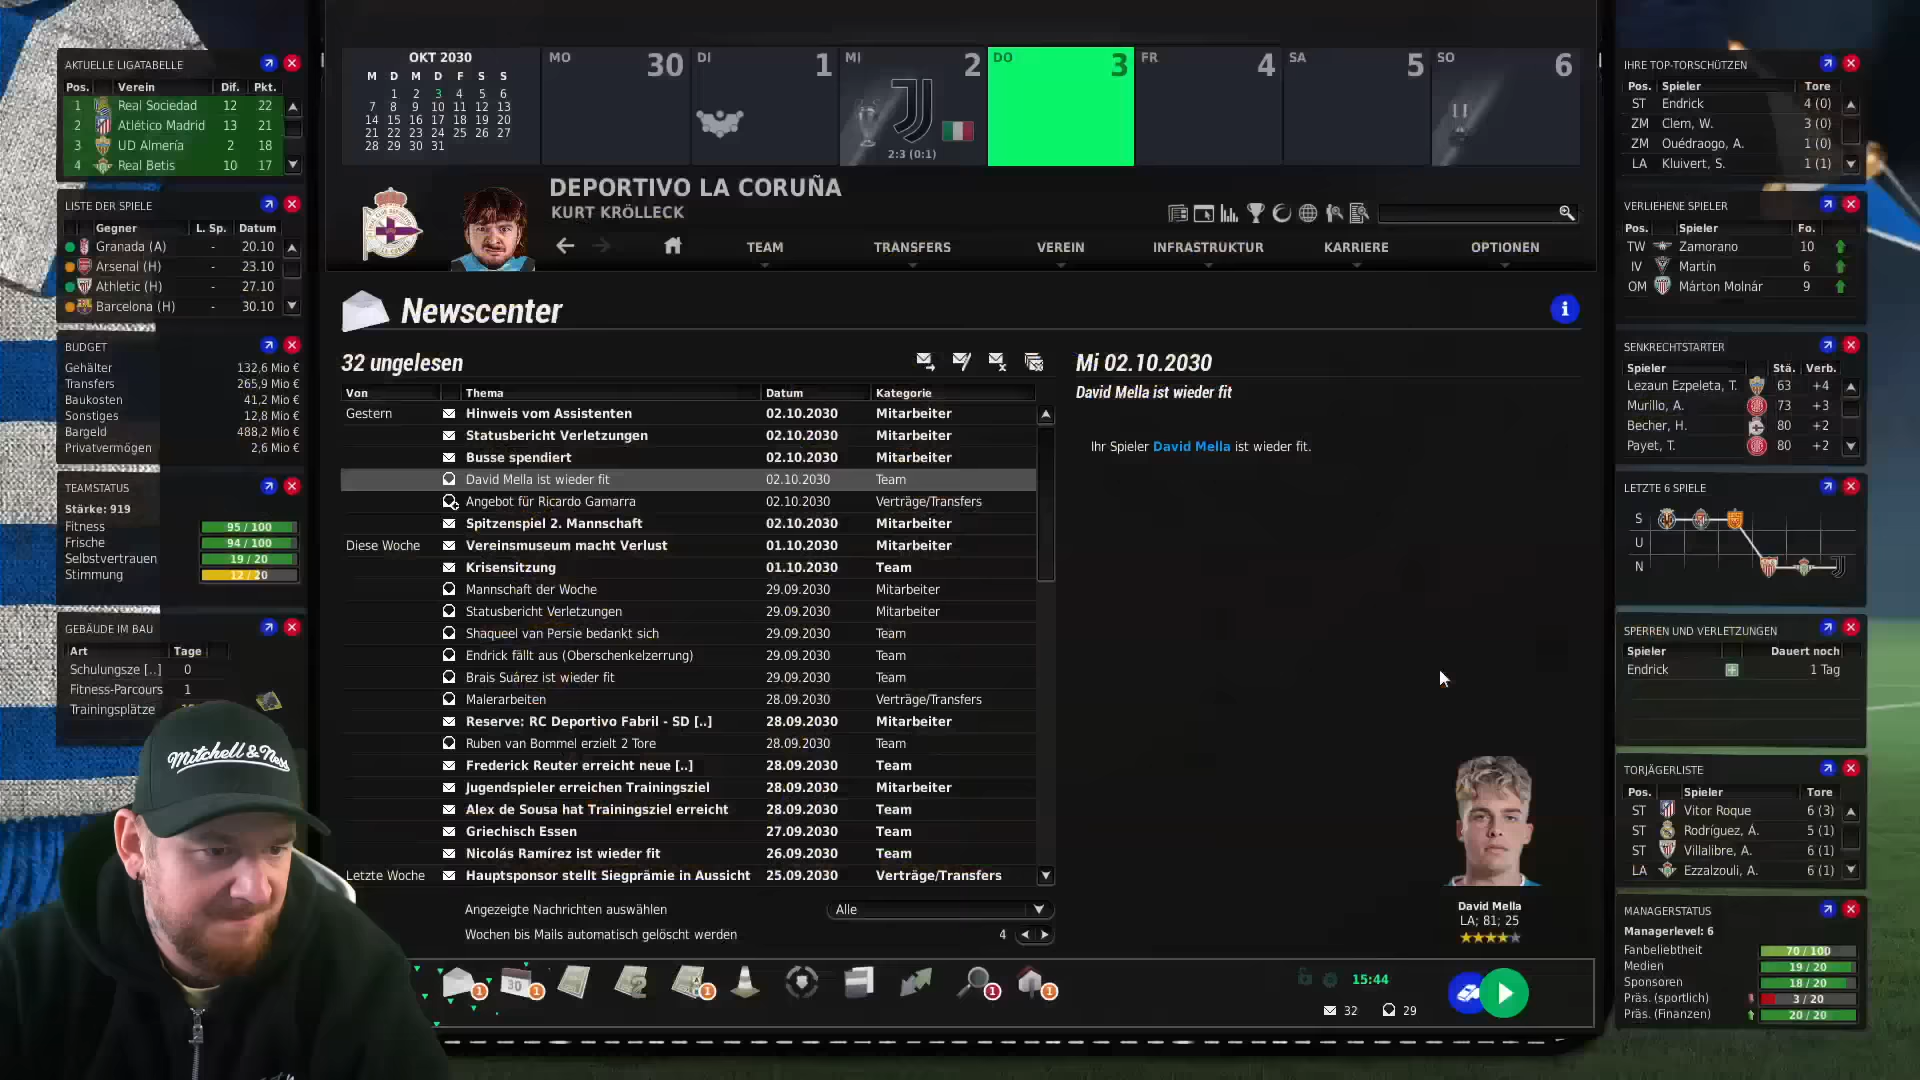 AKTUELLE LIGATABELLE
Pos. Verein Dif. Pkt.
1 Real Sociedad 12 22
2 Atlético Madrid 13 21
3 UD Almería 2 18
4 Real Betis 10 17
LISTE DER SPIELE
Gegner L. Sp. Datum
Granada (A) - 20.10
Arsenal (H) - 23.10
Athletic (H) - 27.10
Barcelona (H) - 30.10
BUDGET
Gehälter 132,6 Mio €
Transfers 265,9 Mio €
Baukosten 41,2 Mio €
Sonstiges 12,8 Mio €
Bargeld 488,2 Mio €
Privatvermögen 2,6 Mio €
TEAMSTATUS
Stärke: 919
Fitness 95 / 100
Frische 94 / 100
Selbstvertrauen 19 / 20
Stimmung 12 / 20
GEBÄUDE IM BAU
Art Tage
Schulungsze [..] 0
Fitness-Parcours 1
Trainingsplätze
Mitchell & Ness
OKT 2030
M D M D F S S
1 2 3 4 5 6
7 8 9 10 11 12 13
14 15 16 17 18 19 20
21 22 23 24 25 26 27
28 29 30 31
MO 30
DI 1
MI 2
2:3 (0:1)
DO 3
FR 4
SA 5
SO 6
DEPORTIVO LA CORUÑA
KURT KRÖLLECK
TEAM TRANSFERS VEREIN INFRASTRUKTUR KARRIERE OPTIONEN
Newscenter
i
32 ungelesen
Von Thema Datum Kategorie
Gestern Hinweis vom Assistenten 02.10.2030 Mitarbeiter
Statusbericht Verletzungen 02.10.2030 Mitarbeiter
Busse spendiert 02.10.2030 Mitarbeiter
David Mella ist wieder fit 02.10.2030 Team
Angebot für Ricardo Gamarra 02.10.2030 Verträge/Transfers
Spitzenspiel 2. Mannschaft 02.10.2030 Mitarbeiter
Diese Woche Vereinsmuseum macht Verlust 01.10.2030 Mitarbeiter
Krisensitzung 01.10.2030 Team
Mannschaft der Woche 29.09.2030 Mitarbeiter
Statusbericht Verletzungen 29.09.2030 Mitarbeiter
Shaqueel van Persie bedankt sich 29.09.2030 Team
Endrick fällt aus (Oberschenkelzerrung) 29.09.2030 Team
Brais Suárez ist wieder fit 29.09.2030 Team
Malerarbeiten 28.09.2030 Verträge/Transfers
Reserve: RC Deportivo Fabril - SD [..] 28.09.2030 Mitarbeiter
Ruben van Bommel erzielt 2 Tore 28.09.2030 Team
Frederick Reuter erreicht neue [..] 28.09.2030 Team
Jugendspieler erreichen Trainingsziel 28.09.2030 Mitarbeiter
Alex de Sousa hat Trainingsziel erreicht 28.09.2030 Team
Griechisch Essen 27.09.2030 Team
Nicolás Ramírez ist wieder fit 26.09.2030 Team
Letzte Woche Hauptsponsor stellt Siegprämie in Aussicht 25.09.2030 Verträge/Transfers
Angezeigte Nachrichten auswählen Alle
Wochen bis Mails automatisch gelöscht werden 4
Mi 02.10.2030
David Mella ist wieder fit
Ihr Spieler David Mella ist wieder fit.
David Mella
LA; 81; 25
1 30 1 2 1 1 1
15:44
32 29
IHRE TOP-TORSCHÜTZEN
Pos. Spieler Tore
ST Endrick 4 (0)
ZM Clem, W. 3 (0)
ZM Ouédraogo, A. 1 (0)
LA Kluivert, S. 1 (1)
VERLIEHENE SPIELER
Pos. Spieler Fo.
TW Zamorano 10
IV Martín 6
OM Márton Molnár 9
SENKRECHTSTARTER
Spieler Stä. Verb.
Lezaun Ezpeleta, T. 63 +4
Murillo, A. 73 +3
Becher, H. 80 +2
Payet, T. 80 +2
LETZTE 6 SPIELE
S
U
N
SPERREN UND VERLETZUNGEN
Spieler Dauert noch
Endrick 1 Tag
TORJÄGERLISTE
Pos. Spieler Tore
ST Vitor Roque 6 (3)
ST Rodríguez, Á. 5 (1)
ST Villalibre, A. 6 (1)
LA Ezzalzouli, A. 6 (1)
MANAGERSTATUS
Managerlevel: 6
Fanbeliebtheit 70 / 100
Medien 19 / 20
Sponsoren 18 / 20
Präs. (sportlich) 3 / 20
Präs. (Finanzen) 20 / 20